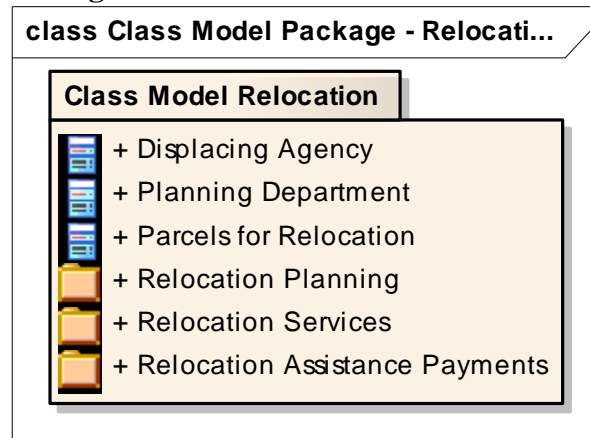 class Class Model Package - Relocati...
Class Model Relocation
+ Displacing Agency
+ Planning Department
+ Parcels for Relocation
+ Relocation Planning
+ Relocation Services
+ Relocation Assistance Payments